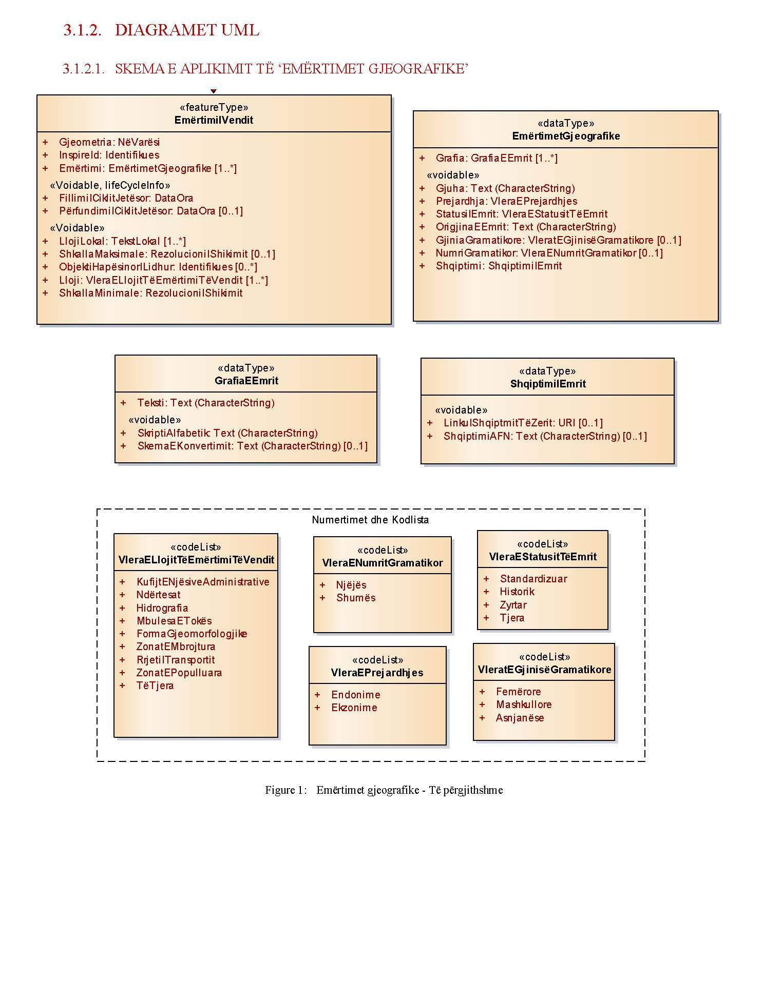 3.1.2. DIAGRAMET UML
3.1.2.1. SKEMA E APLIKIMIT TË ‘EMËRTIMET GJEOGRAFIKE’
«featureType»
EmërtimiIVendit
+ Gjeometria: NëVarësi
+ InspireId: Identifikues
+ Emërtimi: EmërtimetGjeografike [1..*]
«Voidable, lifeCycleInfo»
+ FillimiICiklitJetësor: DataOra
+ PërfundimiICiklitJetësor: DataOra [0..1]
«Voidable»
+ LlojiLokal: TekstLokal [1..*]
+ ShkallaMaksimale: RezolucioniIShikimit [0..1]
+ ObjektiHapësinorILidhur: Identifikues [0..*]
+ Lloji: VleraELlojitTëEmërtimiTëVendit [1..*]
+ ShkallaMinimale: RezolucioniIShikimit
«dataType»
EmërtimetGjeografike
+ Grafia: GrafiaEEmrit [1..*]
«voidable»
+ Gjuha: Text (CharacterString)
+ Prejardhja: VleraEPrejardhjes
+ StatusiIEmrit: VleraEStatusitTëEmrit
+ OrigjinaEEmrit: Text (CharacterString)
+ GjiniaGramatikore: VleratEGjinisëGramatikore [0..1]
+ NumriGramatikor: VleraENumritGramatikor [0..1]
+ Shqiptimi: ShqiptimiIEmrit
«dataType»
GrafiaEEmrit
+ Teksti: Text (CharacterString)
«voidable»
+ SkriptiAlfabetik: Text (CharacterString)
+ SkemaEKonvertimit: Text (CharacterString) [0..1]
«dataType»
ShqiptimiIEmrit
«voidable»
+ LinkuIShqiptmitTëZerit: URI [0..1]
+ ShqiptimiAFN: Text (CharacterString) [0..1]
Numertimet dhe Kodlista
«codeList»
VleraELlojitTëEmërtimiTëVendit
+ KufijtENjësiveAdministrative
+ Ndërtesat
+ Hidrografia
+ MbulesaETokës
+ FormaGjeomorfologjike
+ ZonatEMbrojtura
+ RrjetiITransportit
+ ZonatEPopulluara
+ TëTjera
«codeList»
VleraENumritGramatikor
+ Njëjës
+ Shumës
«codeList»
VleraEStatusitTëEmrit
+ Standardizuar
+ Historik
+ Zyrtar
+ Tjera
«codeList»
VleraEPrejardhjes
+ Endonime
+ Ekzonime
«codeList»
VleratEGjinisëGramatikore
+ Femërore
+ Mashkullore
+ Asnjanëse
Figure 1: Emërtimet gjeografike - Të përgjithshme